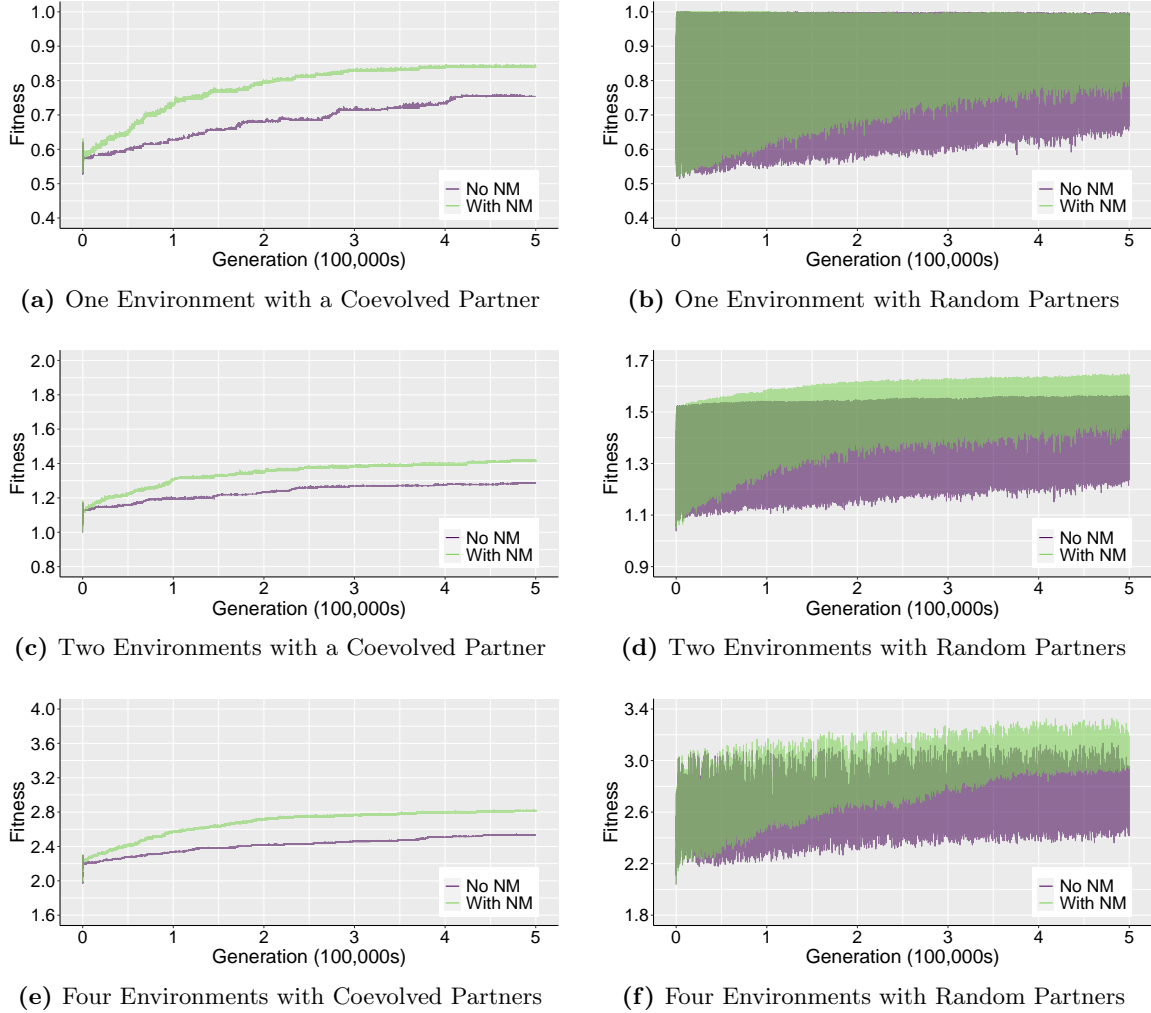 1.0
0.9
0.8
0.7
0.6
0.5
0.4
Fitness
No NM
With NM
0 1 2 3 4 5
Generation (100,000s)
(a) One Environment with a Coevolved Partner
1.0
0.9
0.8
0.7
0.6
0.5
0.4
Fitness
No NM
With NM
0 1 2 3 4 5
Generation (100,000s)
(b) One Environment with Random Partners
2.0
1.8
1.6
1.4
1.2
1.0
0.8
Fitness
No NM
With NM
0 1 2 3 4 5
Generation (100,000s)
(c) Two Environments with a Coevolved Partner
1.7
1.5
1.3
1.1
0.9
Fitness
No NM
With NM
0 1 2 3 4 5
Generation (100,000s)
(d) Two Environments with Random Partners
4.0
3.6
3.2
2.8
2.4
2.0
1.6
Fitness
No NM
With NM
0 1 2 3 4 5
Generation (100,000s)
(e) Four Environments with Coevolved Partners
3.4
3.0
2.6
2.2
1.8
Fitness
No NM
With NM
0 1 2 3 4 5
Generation (100,000s)
(f) Four Environments with Random Partners